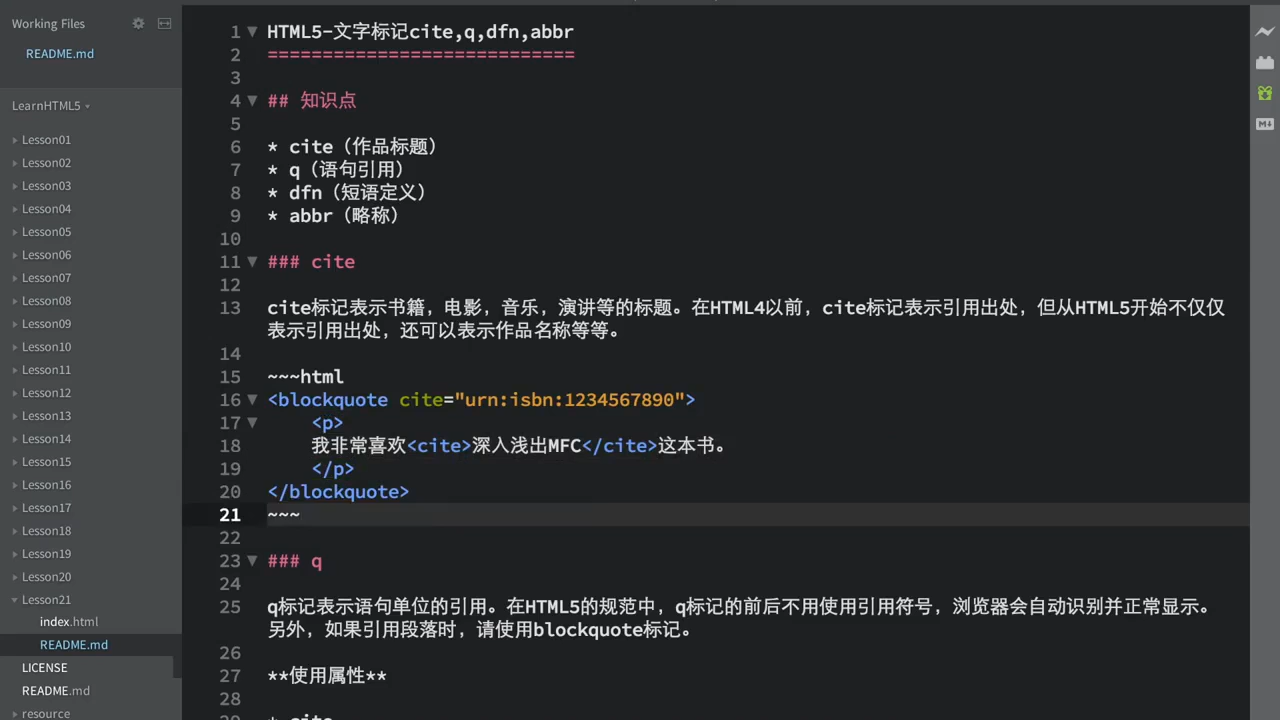 Working Files
README.md
LearnHTML5
Lesson01
Lesson02
Lesson03
Lesson04
Lesson05
Lesson06
Lesson07
Lesson08
Lesson09
Lesson10
Lesson11
Lesson12
Lesson13
Lesson14
Lesson15
Lesson16
Lesson17
Lesson18
Lesson19
Lesson20
Lesson21
index.html
README.md
LICENSE
README.md
resource
1 HTML5-文字标记cite,q,dfn,abbr
2 ============================
3
4 ## 知识点
5
6 * cite（作品标题）
7 * q（语句引用）
8 * dfn（短语定义）
9 * abbr（略称）
10
11 ### cite
12
13 cite标记表示书籍，电影，音乐，演讲等的标题。在HTML4以前，cite标记表示引用出处，但从HTML5开始不仅仅
表示引用出处，还可以表示作品名称等等。
14
15 ~~~html
16 <blockquote cite="urn:isbn:1234567890">
17 <p>
18 我非常喜欢<cite>深入浅出MFC</cite>这本书。
19 </p>
20 </blockquote>
21 ~~~
22
23 ### q
24
25 q标记表示语句单位的引用。在HTML5的规范中，q标记的前后不用使用引用符号，浏览器会自动识别并正常显示。
另外，如果引用段落时，请使用blockquote标记。
26
27 **使用属性**
28
29 * cite
M↓